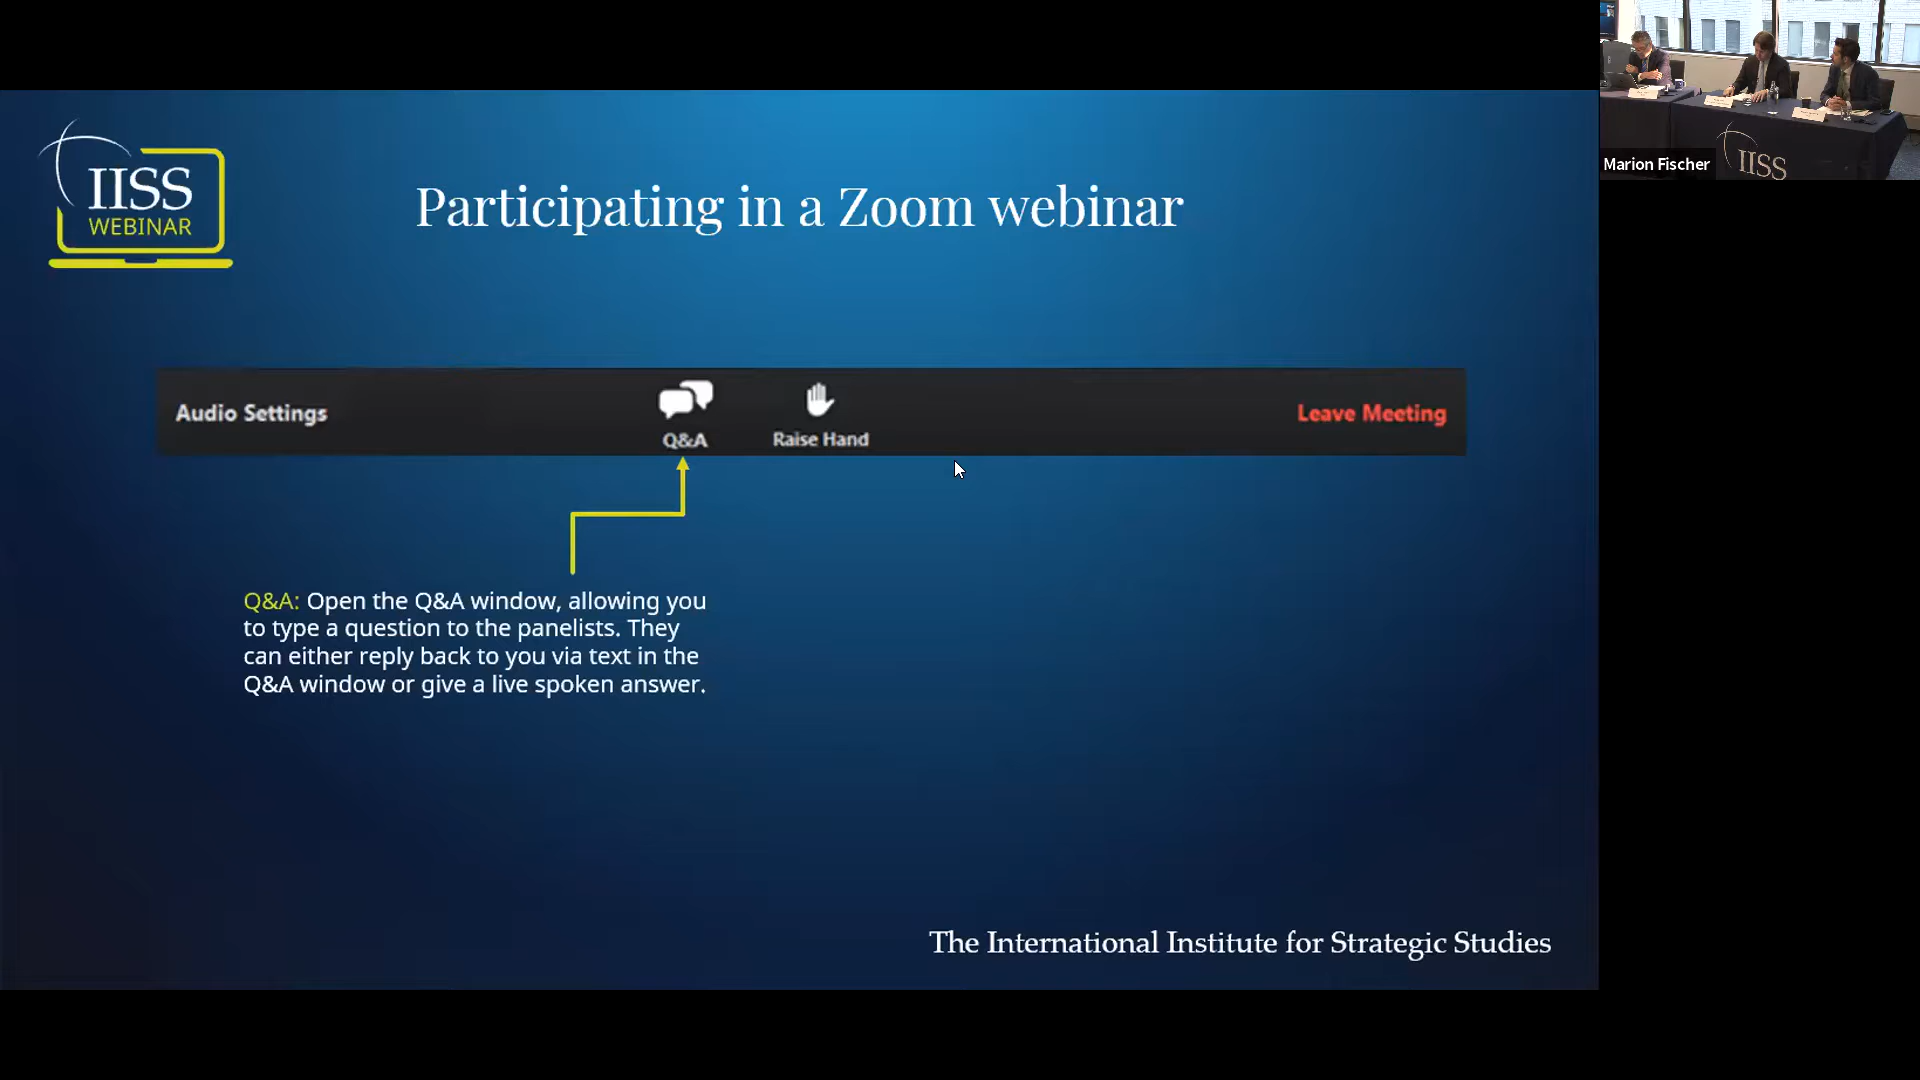 IISS
WEBINAR
Participating in a Zoom webinar
Audio Settings
Q&A
Raise Hand
Leave Meeting
Q&A: Open the Q&A window, allowing you
to type a question to the panelists. They
can either reply back to you via text in the
Q&A window or give a live spoken answer.
The International Institute for Strategic Studies
Marion Fischer
IISS